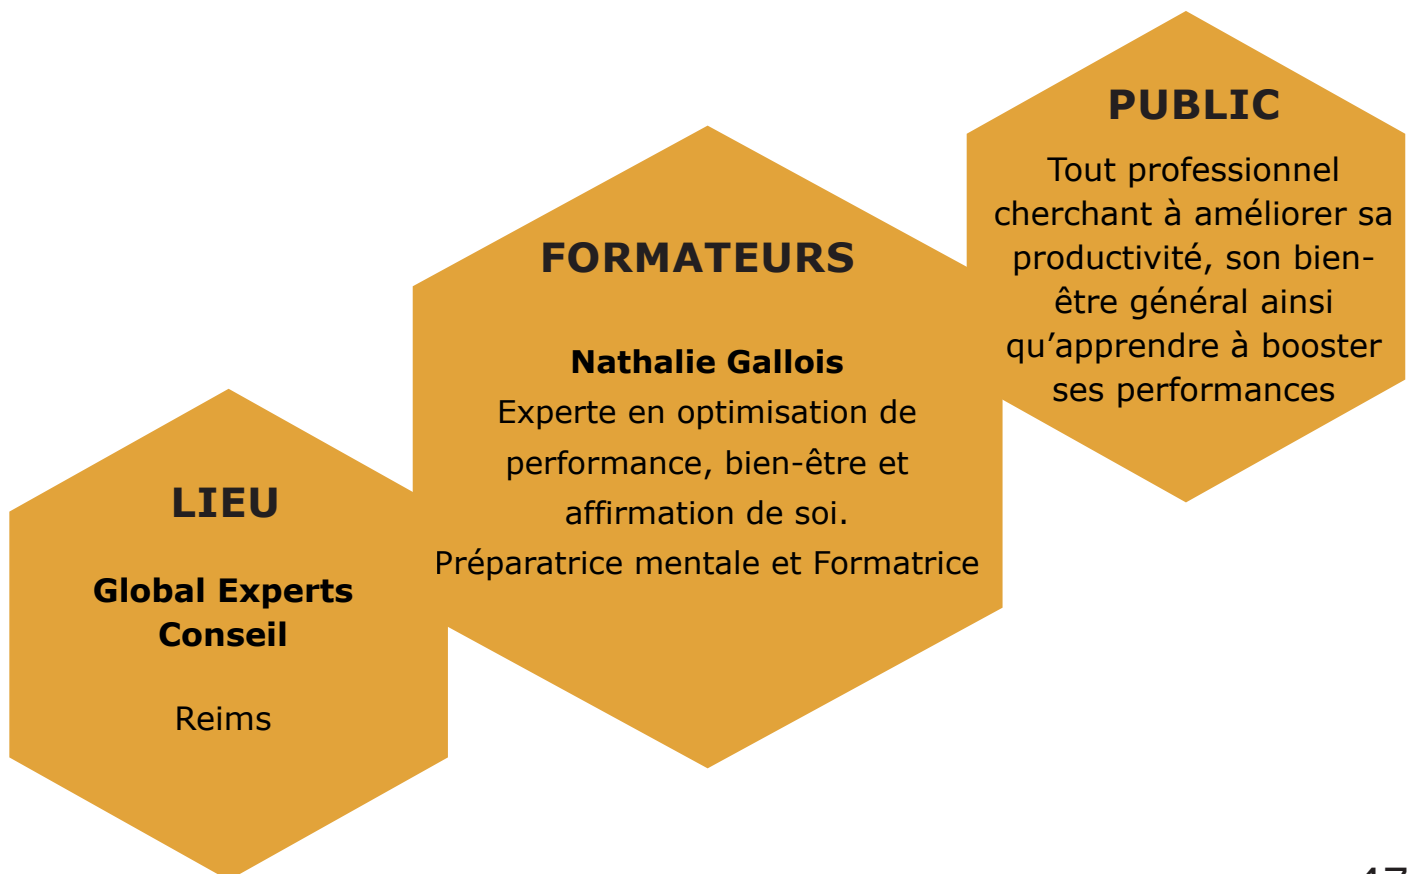 PUBLIC
Tout professionnel
cherchant à améliorer sa
productivité, son bien-
être général ainsi
qu’apprendre à booster
ses performances
FORMATEURS
Nathalie Gallois
Experte en optimisation de
performance, bien-être et
affirmation de soi.
Préparatrice mentale et Formatrice
LIEU
Global Experts
Conseil
Reims
47